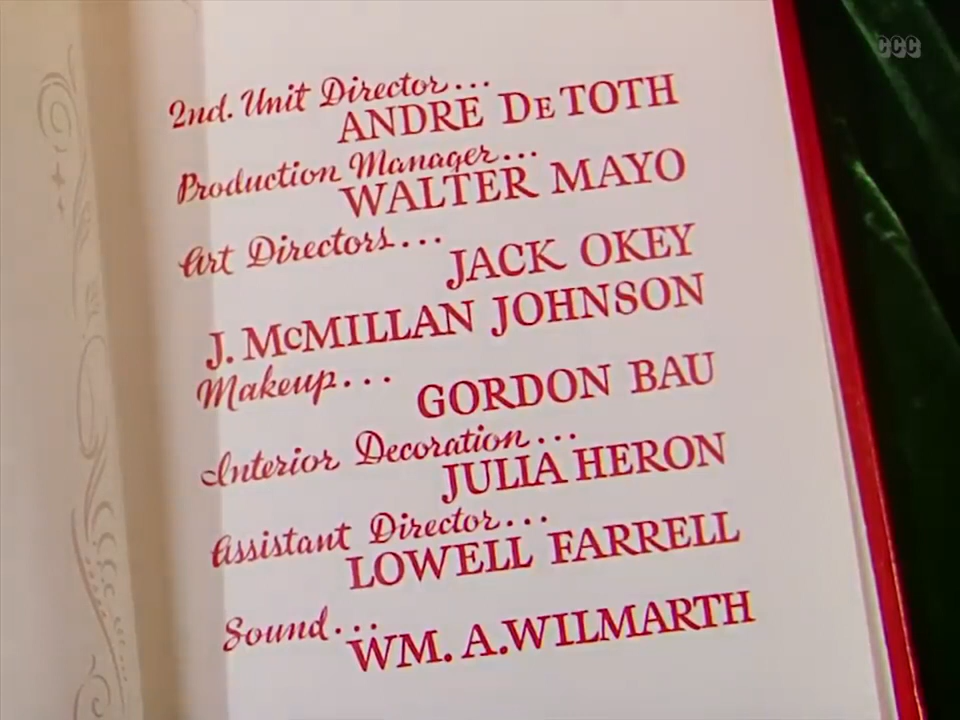 CCC
2nd. Unit Director...
ANDRE DE TOTH
Production Manager...
WALTER MAYO
Art Directors...
JACK OKEY
J. McMILLAN JOHNSON
Makeup...
GORDON BAU
Interior Decoration...
JULIA HERON
Assistant Director...
LOWELL FARRELL
Sound...
WM. A. WILMARTH